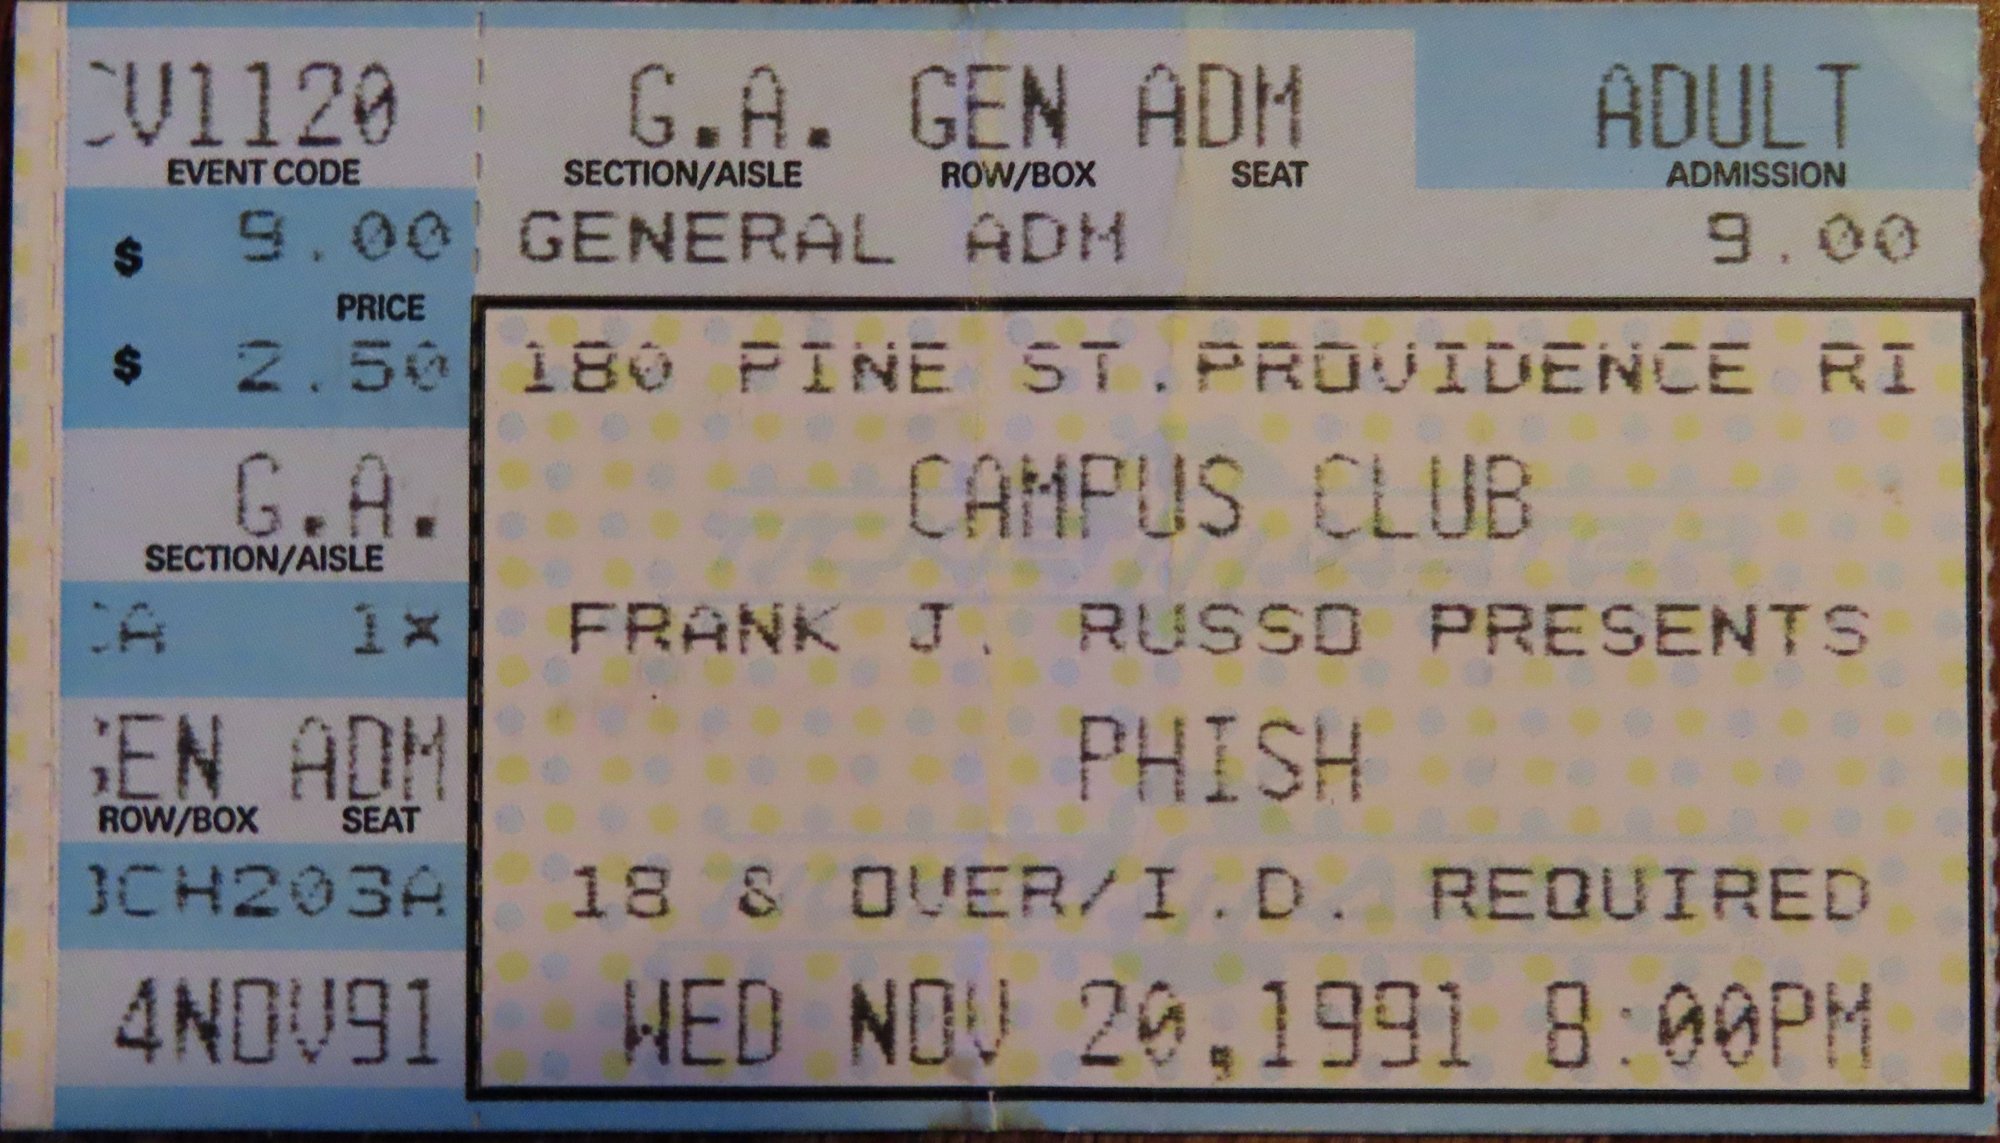 CV1120
EVENT CODE
$ 9.00
PRICE
$ 2.50
G.A.
SECTION/AISLE
CA 1X
GEN ADM
ROW/BOX SEAT
CH203A
4NOV91
G.A. GEN ADM ADULT
SECTION/AISLE ROW/BOX SEAT ADMISSION
GENERAL ADM 9.00
180 PINE ST.PROVIDENCE RI
CAMPUS CLUB
FRANK J. RUSSO PRESENTS
PHISH
18 & OVER/I.D. REQUIRED
WED NOV 20,1991 8:00PM